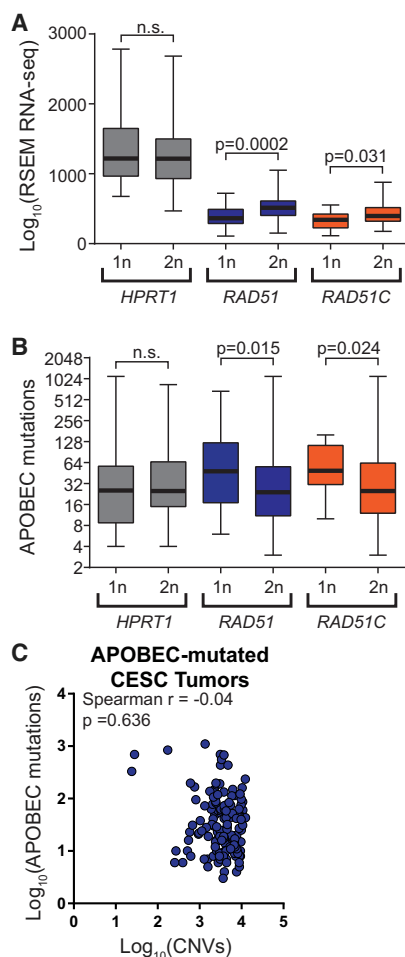 A
Log10(RSEM RNA-seq)
3000
2000
1000
0
n.s.
p=0.0002
p=0.031
1n 2n 1n 2n 1n 2n
HPRT1 RAD51 RAD51C
B
APOBEC mutations
2048
1024
512
256
128
64
32
16
8
4
2
n.s.
p=0.015
p=0.024
1n 2n 1n 2n 1n 2n
HPRT1 RAD51 RAD51C
C
APOBEC-mutated
CESC Tumors
Spearman r = -0.04
p =0.636
Log10(APOBEC mutations)
4
3
2
1
0
0 1 2 3 4 5
Log10(CNVs)